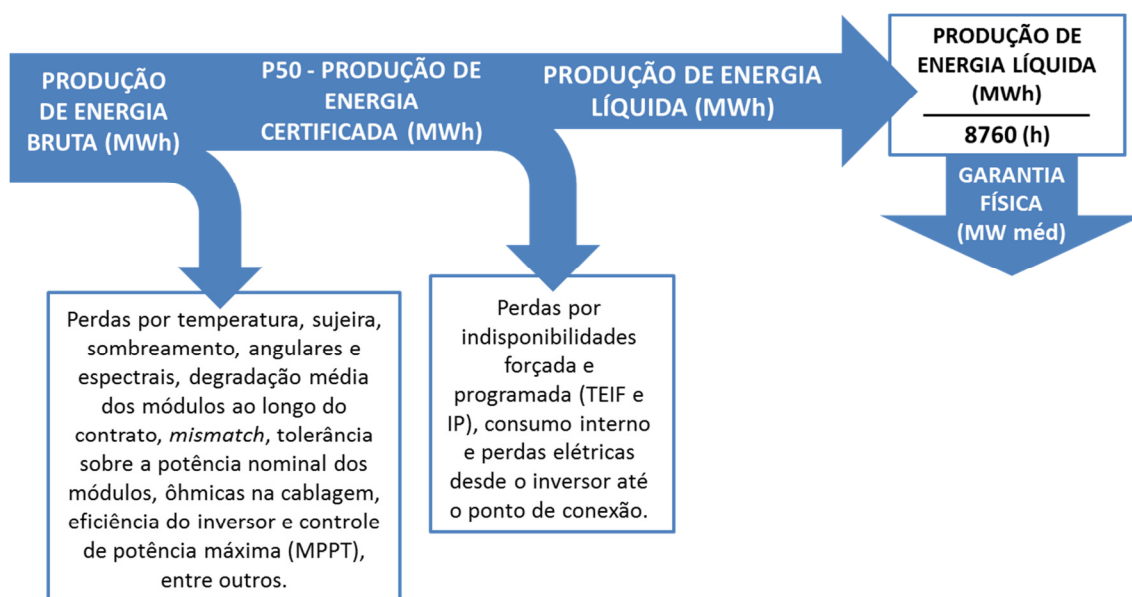 PRODUÇÃO
DE ENERGIA
BRUTA (MWh)
P50 - PRODUÇÃO DE
ENERGIA
CERTIFICADA (MWh)
PRODUÇÃO DE ENERGIA
LÍQUIDA (MWh)
PRODUÇÃO DE
ENERGIA LÍQUIDA
(MWh)
8760 (h)
GARANTIA
FÍSICA
(MW méd)
Perdas por temperatura, sujeira,
sombreamento, angulares e
espectrais, degradação média
dos módulos ao longo do
contrato, mismatch, tolerância
sobre a potência nominal dos
módulos, ôhmicas na cablagem,
eficiência do inversor e controle
de potência máxima (MPPT),
entre outros.
Perdas por
indisponibilidades
forçada e
programada (TEIF e
IP), consumo interno
e perdas elétricas
desde o inversor até
o ponto de conexão.